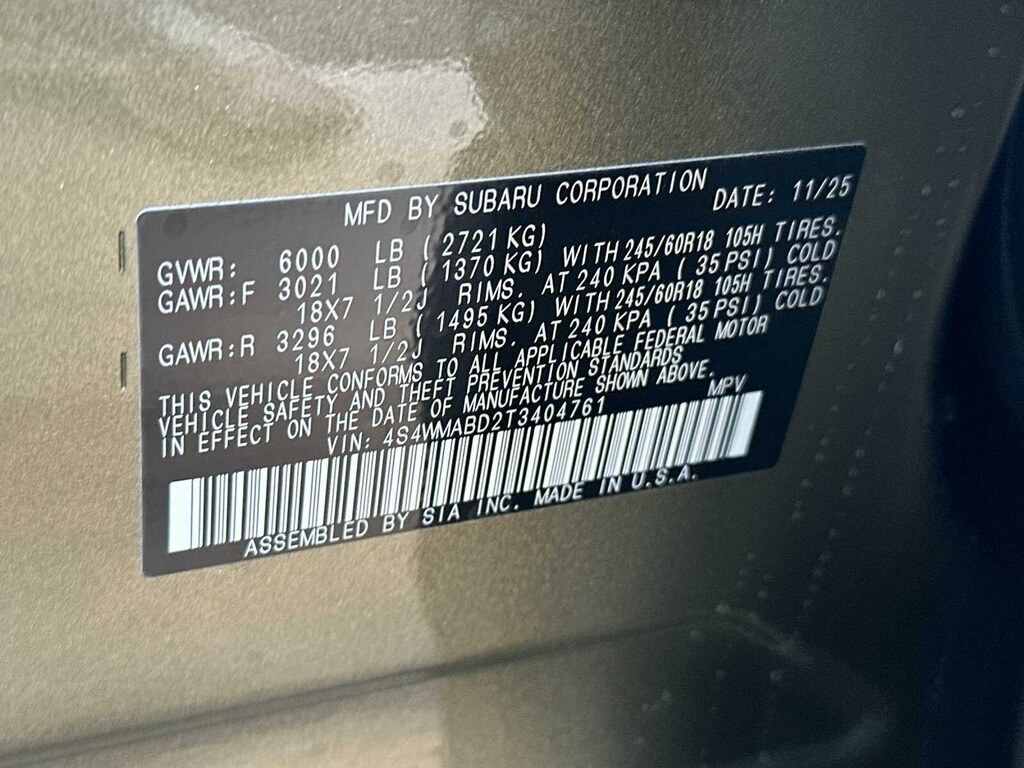 MFD BY SUBARU CORPORATION DATE: 11/25
GVWR: 6000 LB ( 2721 KG)
GAWR:F 3021 LB ( 1370 KG) WITH 245/60R18 105H TIRES.
18X7 1/2J RIMS. AT 240 KPA ( 35 PSI) COLD
GAWR:R 3296 LB ( 1495 KG) WITH 245/60R18 105H TIRES.
18X7 1/2J RIMS. AT 240 KPA ( 35 PSI) COLD
THIS VEHICLE CONFORMS TO ALL APPLICABLE FEDERAL MOTOR
VEHICLE SAFETY AND THEFT PREVENTION STANDARDS
IN EFFECT ON THE DATE OF MANUFACTURE SHOWN ABOVE.
VIN: 4S4WMABD2T3404761 MPV
ASSEMBLED BY SIA INC. MADE IN U.S.A.